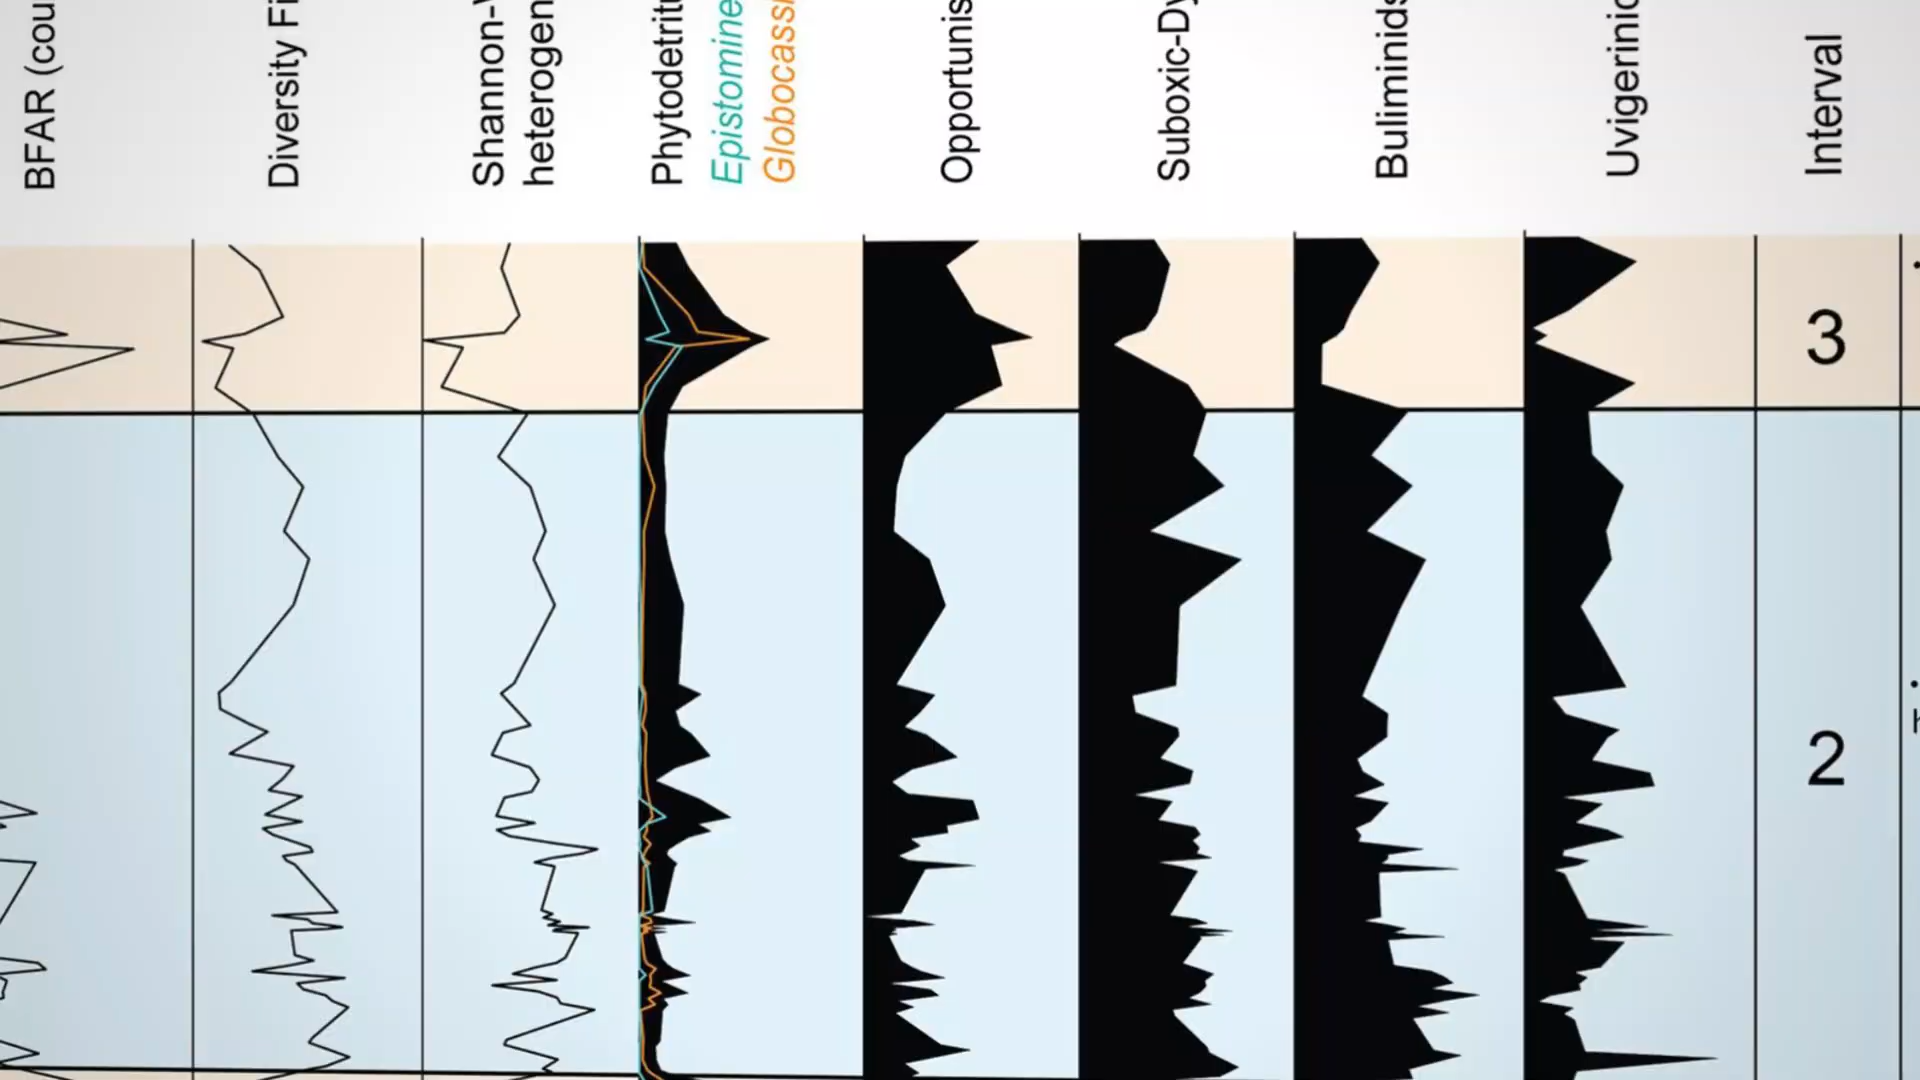 BFAR (cou
Diversity Fi
Shannon-
heterogen
Phytodetrit
Epistomine
Globocassi
Opportunis
Suboxic-Dy
Buliminids
Uvigerinid
Interval
3
2